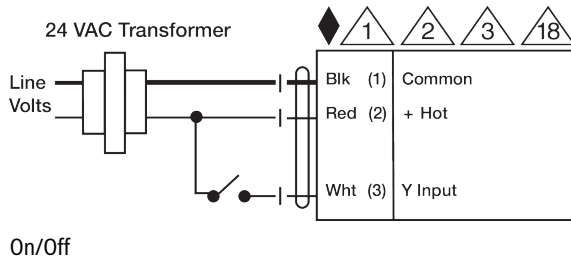 24 VAC Transformer
1 2 3 18
Line
Volts
Blk (1) Common
Red (2) + Hot
Wht (3) Y Input
On/Off